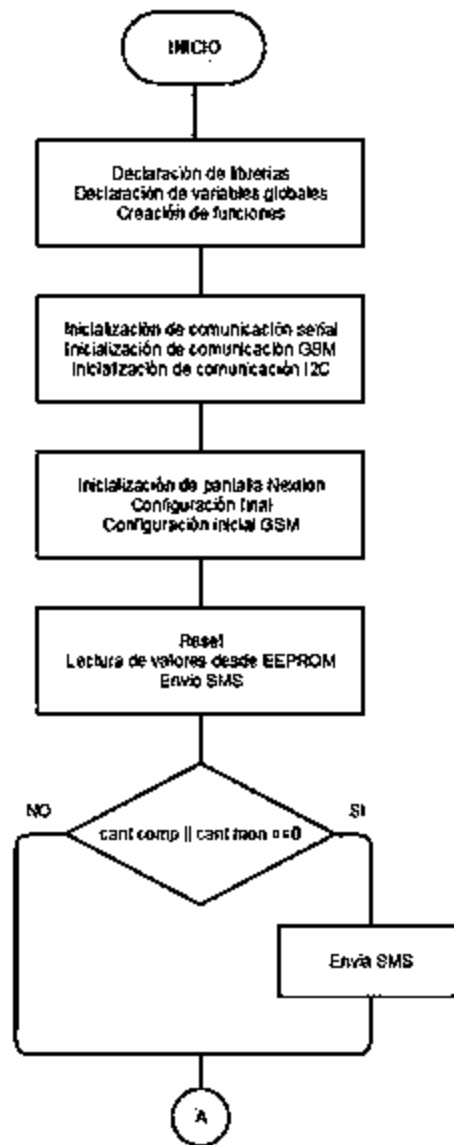 INICIO
Declaración de librerías
Declaración de variables globales
Creación de funciones
Inicialización de comunicación serial
Inicialización de comunicación GSM
Inicialización de comunicación I2C
Inicialización de pantalla Nextion
Configuración final
Configuración inicial GSM
Reset
Lectura de valores desde EEPROM
Envio SMS
NO
SI
cant comp || cant mon ==0
Envia SMS
A